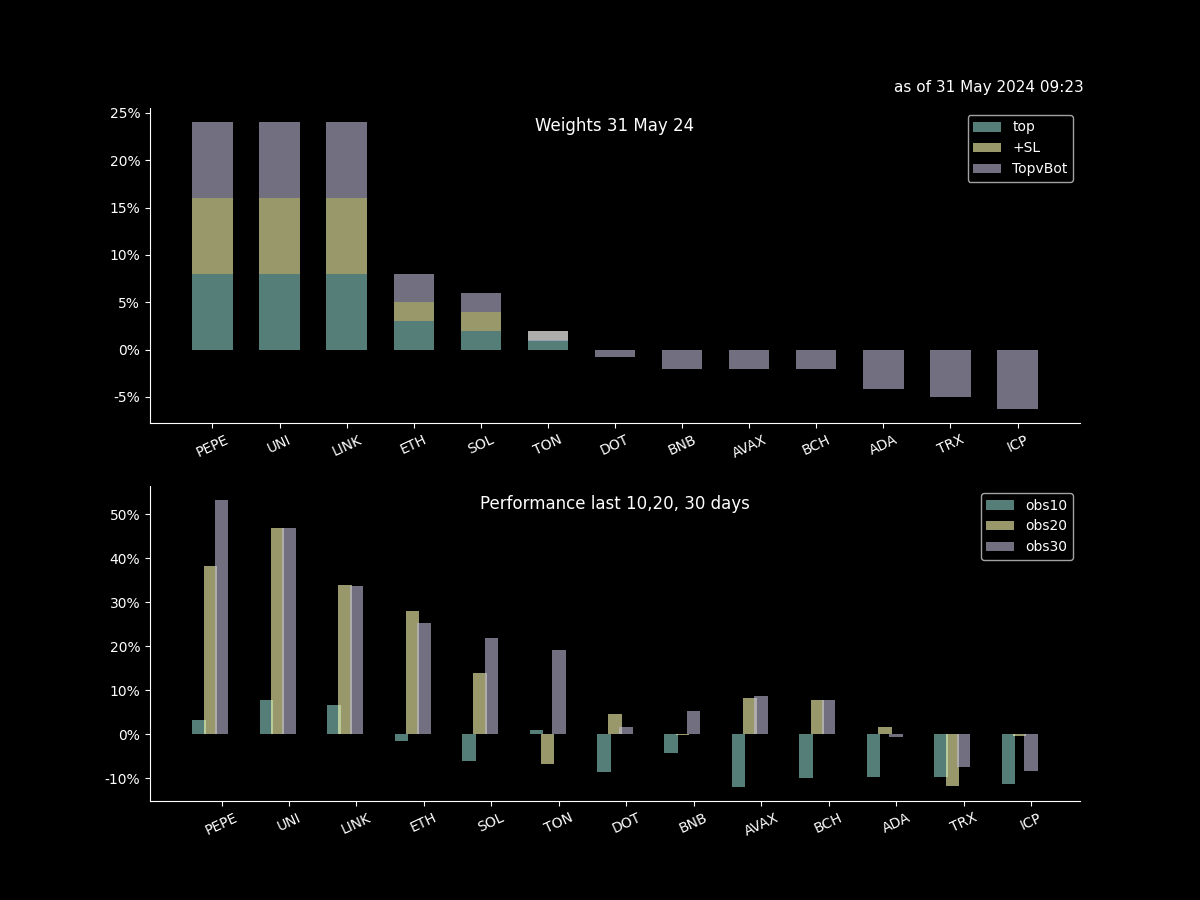 as of 31 May 2024 09:23
Weights 31 May 24
top
+SL
TopvBot
25%
20%
15%
10%
5%
0%
-5%
PEPE UNI LINK ETH SOL TON DOT BNB AVAX BCH ADA TRX ICP
Performance last 10,20, 30 days
obs10
obs20
obs30
50%
40%
30%
20%
10%
0%
-10%
PEPE UNI LINK ETH SOL TON DOT BNB AVAX BCH ADA TRX ICP